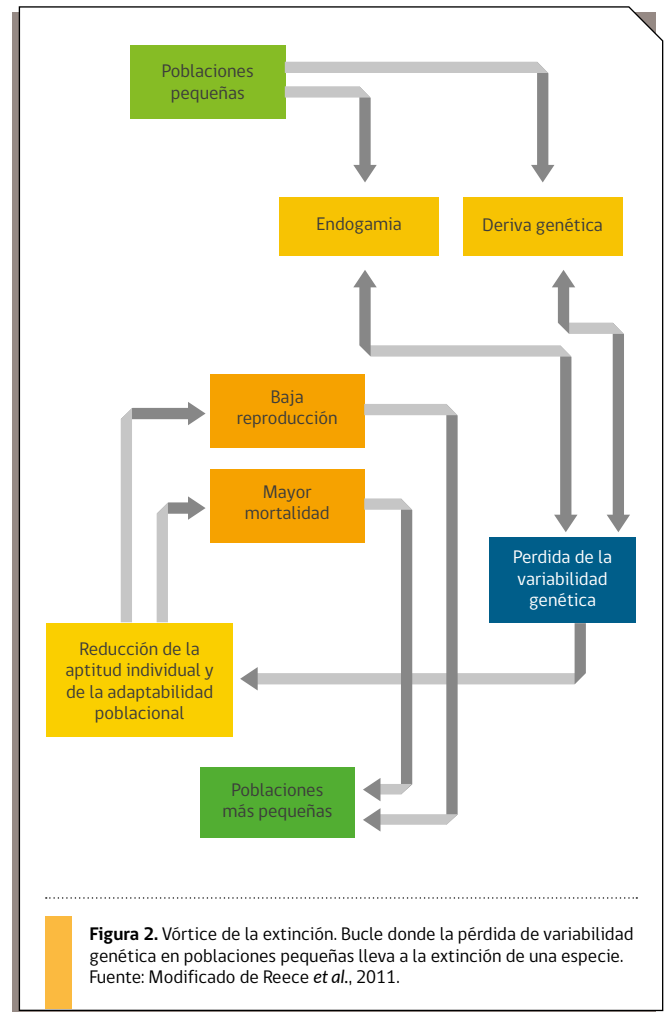 Poblaciones
pequeñas
Endogamia
Deriva genética
Baja
reproducción
Mayor
mortalidad
Perdida de la
variabilidad
genética
Reducción de la
aptitud individual y
de la adaptabilidad
poblacional
Poblaciones
más pequeñas
Figura 2. Vórtice de la extinción. Bucle donde la pérdida de variabilidad
genética en poblaciones pequeñas lleva a la extinción de una especie.
Fuente: Modificado de Reece et al., 2011.